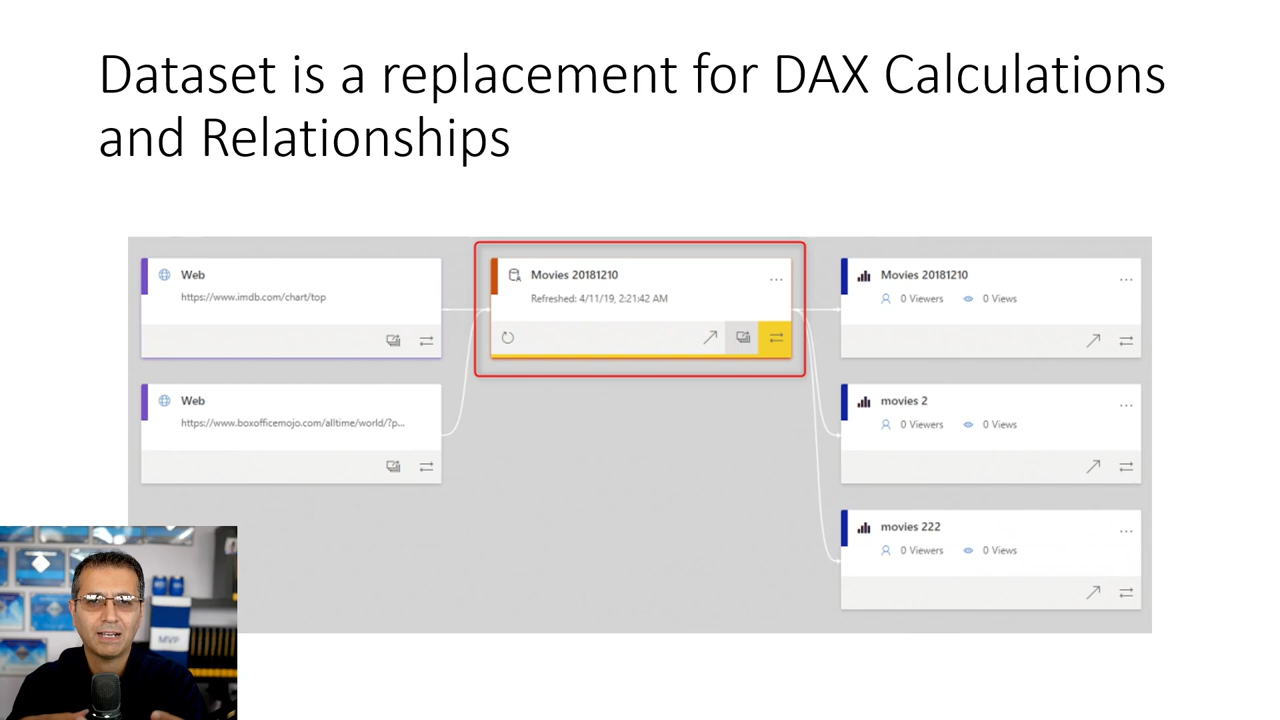 Dataset is a replacement for DAX Calculations
and Relationships
Web
https://www.imdb.com/chart/top
Movies 20181210
Refreshed: 4/11/19, 2:21:42 AM
Movies 20181210
0 Viewers 0 Views
Web
https://www.boxofficemojo.com/alltime/world/?p...
movies 2
0 Viewers 0 Views
movies 222
0 Viewers 0 Views
MVP